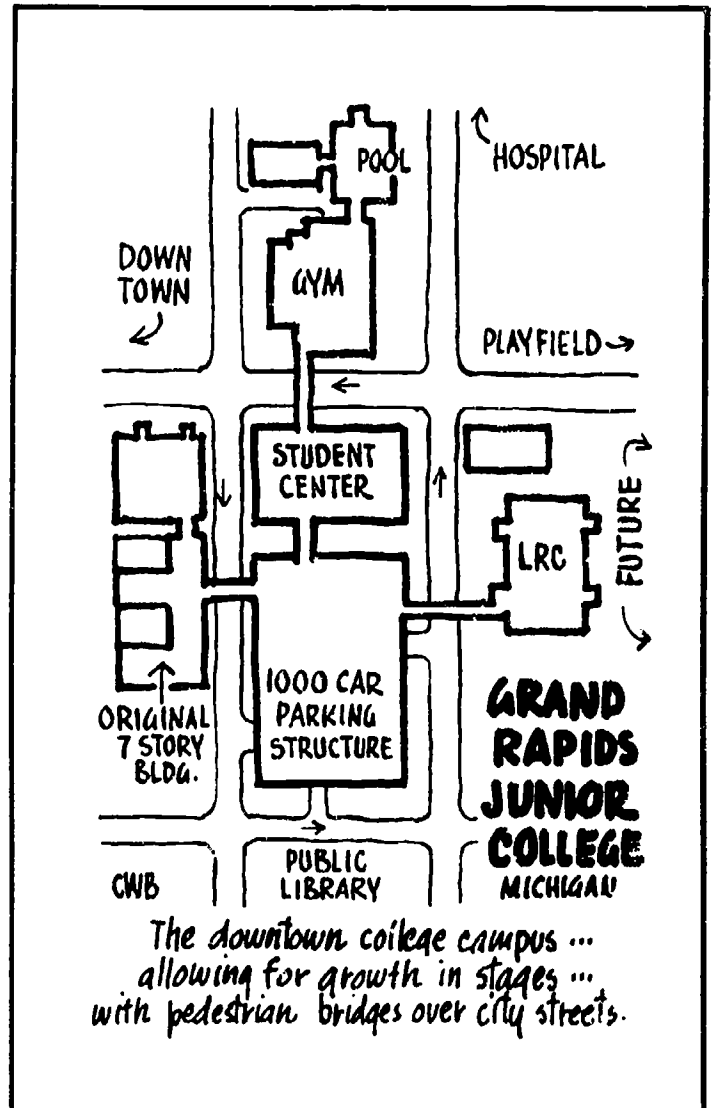 POOL
HOSPITAL
DOWN
TOWN
GYM
PLAYFIELD
STUDENT
CENTER
LRC
FUTURE
1000 CAR
PARKING
STRUCTURE
ORIGINAL
7 STORY
BLDG.
GRAND
RAPIDS
JUNIOR
COLLEGE
MICHIGAN
CWB
PUBLIC
LIBRARY
The downtown college campus ...
allowing for growth in stages ...
with pedestrian bridges over city streets.